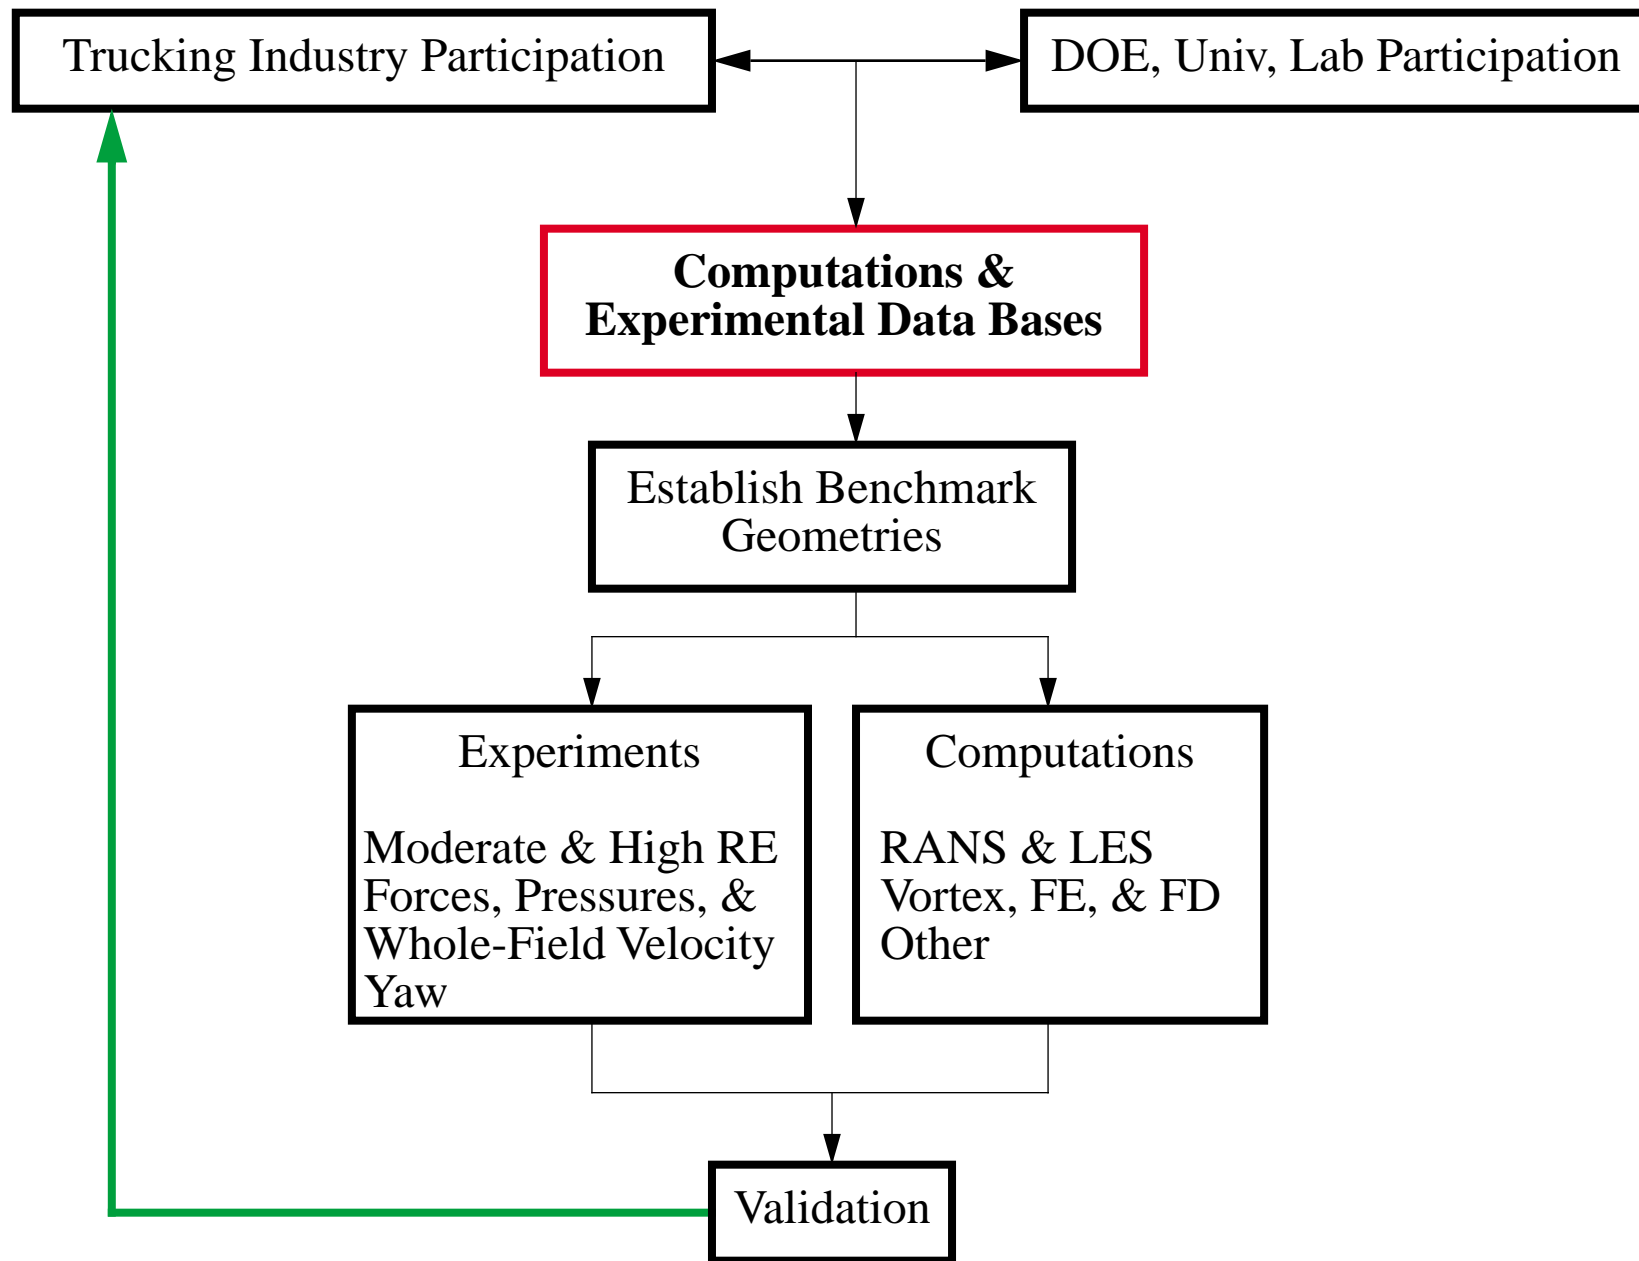 Trucking Industry Participation
DOE, Univ, Lab Participation
Computations &
Experimental Data Bases
Establish Benchmark
Geometries
Experiments
Moderate & High RE
Forces, Pressures, &
Whole-Field Velocity
Yaw
Computations
RANS & LES
Vortex, FE, & FD
Other
Validation